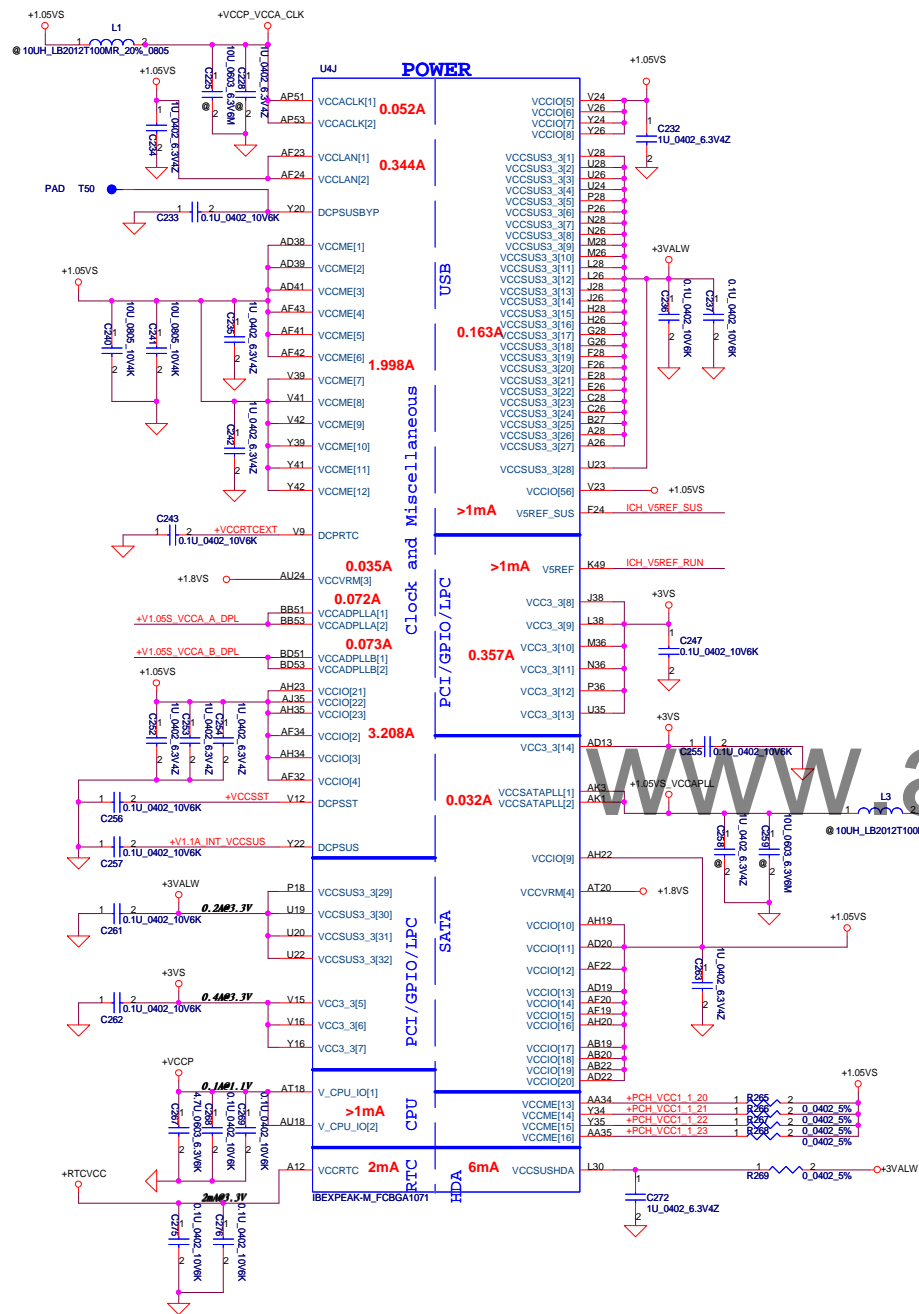 +1.05VS
L1
1 2
@ 10UH_LB2012T100MR_20%_0805
+VCCP_VCCA_CLK
10U_0603_6.3V6M
C225
@
1U_0402_6.3V4Z
C228
@
+1.05VS
1U_0402_6.3V4Z
C234
PAD T50
C233
0.1U_0402_10V6K
+1.05VS
10U_0805_10V4K
C240
10U_0805_10V4K
C241
1U_0402_6.3V4Z
C235
1U_0402_6.3V4Z
C242
C243
0.1U_0402_10V6K
+VCCRTCEXT
+1.8VS
+V1.05S_VCCA_A_DPL
+V1.05S_VCCA_B_DPL
+1.05VS
1U_0402_6.3V4Z
C252
1U_0402_6.3V4Z
C253
1U_0402_6.3V4Z
C254
C256
0.1U_0402_10V6K
+VCCSST
C257
0.1U_0402_10V6K
+V1.1A_INT_VCCSUS
+3VALW
0.2A@3.3V
0.1U_0402_10V6K
C261
+3VS
0.4A@3.3V
0.1U_0402_10V6K
C262
+VCCP
0.1A@1.1V
4.7U_0603_6.3V6K
C267
0.1U_0402_10V6K
C268
0.1U_0402_10V6K
C269
+RTCVCC
2mA@3.3V
0.1U_0402_10V6K
C275
0.1U_0402_10V6K
C276
U4J
POWER
AP51 VCCACLK[1]
0.052A
AP53 VCCACLK[2]
AF23 VCCLAN[1]
0.344A
AF24 VCCLAN[2]
Y20 DCPSUSBYP
AD38 VCCME[1]
AD39 VCCME[2]
AD41 VCCME[3]
AF43 VCCME[4]
AF41 VCCME[5]
AF42 VCCME[6]
1.998A
V39 VCCME[7]
V41 VCCME[8]
V42 VCCME[9]
Y39 VCCME[10]
Y41 VCCME[11]
Y42 VCCME[12]
V9 DCPRTC
0.035A
AU24 VCCVRM[3]
0.072A
BB51 VCCADPLLA[1]
BB53 VCCADPLLA[2]
0.073A
BD51 VCCADPLLB[1]
BD53 VCCADPLLB[2]
AH23 VCCIO[21]
AJ35 VCCIO[22]
AH35 VCCIO[23]
AF34 VCCIO[2]
3.208A
AH34 VCCIO[3]
AF32 VCCIO[4]
V12 DCPSST
Y22 DCPSUS
P18 VCCSUS3_3[29]
U19 VCCSUS3_3[30]
U20 VCCSUS3_3[31]
U22 VCCSUS3_3[32]
V15 VCC3_3[5]
V16 VCC3_3[6]
Y16 VCC3_3[7]
AT18 V_CPU_IO[1]
>1mA
AU18 V_CPU_IO[2]
A12 VCCRTC
2mA
IBEXPEAK-M_FCBGA1071
USB
Clock and Miscellaneous
PCI/GPIO/LPC
SATA
PCI/GPIO/LPC
CPU
RTC
HDA
VCCIO[5] V24
VCCIO[6] V26
VCCIO[7] Y24
VCCIO[8] Y26
VCCSUS3_3[1] V28
VCCSUS3_3[2] U28
VCCSUS3_3[3] U26
VCCSUS3_3[4] U24
VCCSUS3_3[5] P28
VCCSUS3_3[6] P26
VCCSUS3_3[7] N28
VCCSUS3_3[8] N26
VCCSUS3_3[9] M28
VCCSUS3_3[10] M26
VCCSUS3_3[11] L28
VCCSUS3_3[12] L26
VCCSUS3_3[13] J28
VCCSUS3_3[14] J26
VCCSUS3_3[15] H28
VCCSUS3_3[16] H26
0.163A
VCCSUS3_3[17] G28
VCCSUS3_3[18] G26
VCCSUS3_3[19] F28
VCCSUS3_3[20] F26
VCCSUS3_3[21] E28
VCCSUS3_3[22] E26
VCCSUS3_3[23] C28
VCCSUS3_3[24] C26
VCCSUS3_3[25] B27
VCCSUS3_3[26] A28
VCCSUS3_3[27] A26
VCCSUS3_3[28] U23
VCCIO[56] V23
>1mA
V5REF_SUS F24
>1mA
V5REF K49
VCC3_3[8] J38
VCC3_3[9] L38
VCC3_3[10] M36
0.357A
VCC3_3[11] N36
VCC3_3[12] P36
VCC3_3[13] U35
VCC3_3[14] AD13
VCCSATAPLL[1] AK3
0.032A
VCCSATAPLL[2] AK1
VCCIO[9] AH22
VCCVRM[4] AT20
VCCIO[10] AH19
VCCIO[11] AD20
VCCIO[12] AF22
VCCIO[13] AD19
VCCIO[14] AF20
VCCIO[15] AF19
VCCIO[16] AH20
VCCIO[17] AB19
VCCIO[18] AB20
VCCIO[19] AB22
VCCIO[20] AD22
VCCME[13] AA34
VCCME[14] Y34
VCCME[15] Y35
VCCME[16] AA35
6mA
VCCSUSHDA L30
+1.05VS
C232
1U_0402_6.3V4Z
+3VALW
0.1U_0402_10V6K
C236
0.1U_0402_10V6K
C237
+1.05VS
ICH_V5REF_SUS
ICH_V5REF_RUN
+3VS
C247
0.1U_0402_10V6K
+3VS
C255
0.1U_0402_10V6K
www.a
+1.05VS_VCCAPLL
L3
@ 10UH_LB2012T100
1U_0402_6.3V4Z
C258
@
10U_0603_6.3V6M
C259
@
+1.8VS
+1.05VS
1U_0402_6.3V4Z
C263
+1.05VS
+PCH_VCC1_1_20 R265
+PCH_VCC1_1_21 R266 0_0402_5%
+PCH_VCC1_1_22 R267 0_0402_5%
+PCH_VCC1_1_23 R268 0_0402_5%
0_0402_5%
R269 0_0402_5%
+3VALW
C272
1U_0402_6.3V4Z